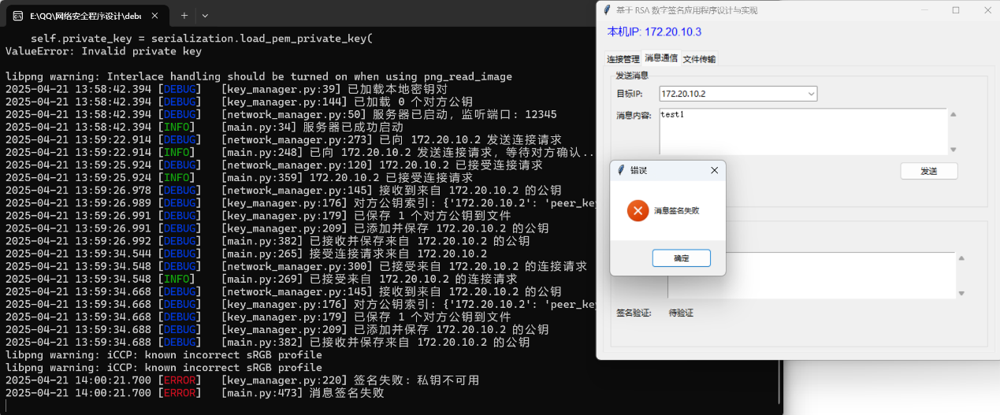 E:\QQ\网络安全程序设计\debu
self.private_key = serialization.load_pem_private_key(
ValueError: Invalid private key
libpng warning: Interlace handling should be turned on when using png_read_image
2025-04-21 13:58:42.394 [DEBUG] [key_manager.py:39] 已加载本地密钥对
2025-04-21 13:58:42.394 [DEBUG] [key_manager.py:144] 已加载 0 个对方公钥
2025-04-21 13:58:42.394 [DEBUG] [network_manager.py:50] 服务器已启动, 监听端口: 12345
2025-04-21 13:58:42.394 [INFO] [main.py:34] 服务器已成功启动
2025-04-21 13:59:22.914 [DEBUG] [network_manager.py:273] 已向 172.20.10.2 发送连接请求
2025-04-21 13:59:22.914 [INFO] [main.py:248] 已向 172.20.10.2 发送连接请求, 等待对方确认..
2025-04-21 13:59:25.924 [DEBUG] [network_manager.py:120] 172.20.10.2 已接受连接请求
2025-04-21 13:59:25.924 [INFO] [main.py:359] 172.20.10.2 已接受连接请求
2025-04-21 13:59:26.978 [DEBUG] [network_manager.py:145] 接收到来自 172.20.10.2 的公钥
2025-04-21 13:59:26.989 [DEBUG] [key_manager.py:176] 对方公钥索引: {'172.20.10.2': 'peer_key
2025-04-21 13:59:26.991 [DEBUG] [key_manager.py:179] 已保存 1 个对方公钥到文件
2025-04-21 13:59:26.991 [DEBUG] [key_manager.py:209] 已添加并保存 172.20.10.2 的公钥
2025-04-21 13:59:26.992 [DEBUG] [main.py:382] 已接收并保存来自 172.20.10.2 的公钥
2025-04-21 13:59:34.544 [DEBUG] [main.py:265] 接受连接请求来自 172.20.10.2
2025-04-21 13:59:34.548 [DEBUG] [network_manager.py:300] 已接受来自 172.20.10.2 的连接请求
2025-04-21 13:59:34.548 [INFO] [main.py:269] 已接受来自 172.20.10.2 的连接请求
2025-04-21 13:59:34.668 [DEBUG] [network_manager.py:145] 接收到来自 172.20.10.2 的公钥
2025-04-21 13:59:34.668 [DEBUG] [key_manager.py:176] 对方公钥索引: {'172.20.10.2': 'peer_key
2025-04-21 13:59:34.668 [DEBUG] [key_manager.py:179] 已保存 1 个对方公钥到文件
2025-04-21 13:59:34.688 [DEBUG] [key_manager.py:209] 已添加并保存 172.20.10.2 的公钥
2025-04-21 13:59:34.688 [DEBUG] [main.py:382] 已接收并保存来自 172.20.10.2 的公钥
libpng warning: iCCP: known incorrect sRGB profile
libpng warning: iCCP: known incorrect sRGB profile
2025-04-21 14:00:21.700 [ERROR] [key_manager.py:220] 签名失败: 私钥不可用
2025-04-21 14:00:21.700 [ERROR] [main.py:473] 消息签名失败
基于 RSA 数字签名应用程序设计与实现
本机IP: 172.20.10.3
连接管理 消息通信 文件传输
发送消息
目标IP: 172.20.10.2
消息内容: test1
发送
错误
消息签名失败
确定
签名验证: 待验证